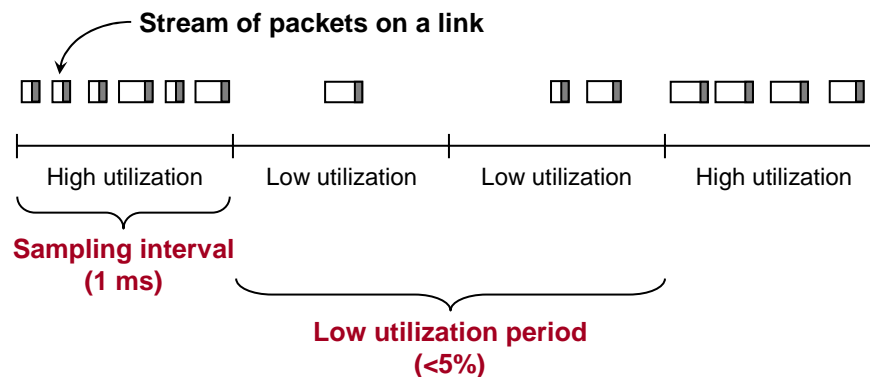 Stream of packets on a link
High utilization
Low utilization
Low utilization
High utilization
Sampling interval
(1 ms)
Low utilization period
(<5%)